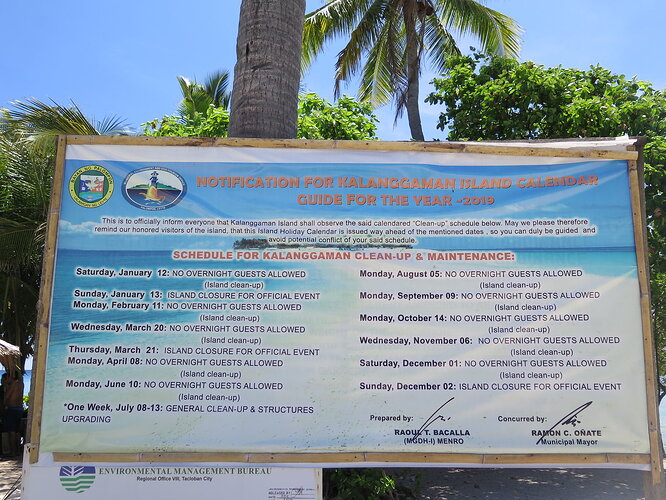 NOTIFICATION FOR KALANGGAMAN ISLAND CALENDAR
GUIDE FOR THE YEAR -2019
This is to officially inform everyone that Kalanggaman Island shall observe the said calendared "Clean-up" schedule below. May we please therefore
remind our honored visitors of the island, that this Island Holiday Calendar is issued way ahead of the mentioned dates , so you can duly be guided and
avoid potential conflict of your said schedule.
SCHEDULE FOR KALANGGAMAN CLEAN-UP & MAINTENANCE:
Saturday, January 12: NO OVERNIGHT GUESTS ALLOWED
(Island clean-up)
Sunday, January 13: ISLAND CLOSURE FOR OFFICIAL EVENT
Monday, February 11: NO OVERNIGHT GUESTS ALLOWED
(Island clean-up)
Wednesday, March 20: NO OVERNIGHT GUESTS ALLOWED
(Island clean-up)
Thursday, March 21: ISLAND CLOSURE FOR OFFICIAL EVENT
Monday, April 08: NO OVERNIGHT GUESTS ALLOWED
(Island clean-up)
Monday, June 10: NO OVERNIGHT GUESTS ALLOWED
(Island clean-up)
*One Week, July 08-13: GENERAL CLEAN-UP & STRUCTURES
UPGRADING
Monday, August 05: NO OVERNIGHT GUESTS ALLOWED
(Island clean-up)
Monday, September 09: NO OVERNIGHT GUESTS ALLOWED
(Island clean-up)
Monday, October 14: NO OVERNIGHT GUESTS ALLOWED
(Island clean-up)
Wednesday, November 06: NO OVERNIGHT GUESTS ALLOWED
(Island clean-up)
Saturday, December 01: NO OVERNIGHT GUESTS ALLOWED
(Island clean-up)
Sunday, December 02: ISLAND CLOSURE FOR OFFICIAL EVENT
Prepared by:
RAOUL T. BACALLA
(MGDH-I) MENRO
Concurred by:
RAMON C. OÑATE
Municipal Mayor
ENVIRONMENTAL MANAGEMENT BUREAU
Regional Office VIII, Tacloban City